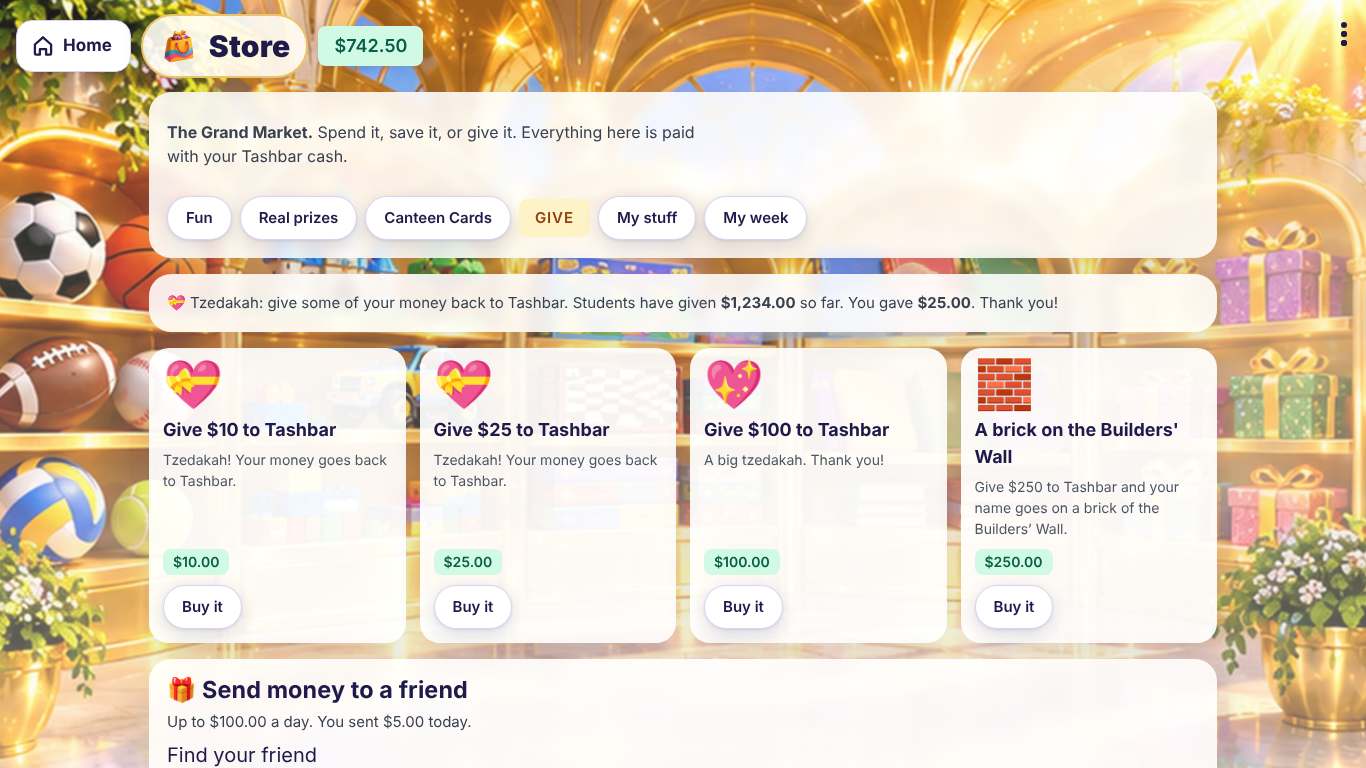 Home
Store
$742.50
The Grand Market. Spend it, save it, or give it. Everything here is paid
with your Tashbar cash.
Fun
Real prizes
Canteen Cards
GIVE
My stuff
My week
Tzedakah: give some of your money back to Tashbar. Students have given $1,234.00 so far. You gave $25.00. Thank you!
Give $10 to Tashbar
Tzedakah! Your money goes back
to Tashbar.
$10.00
Buy it
Give $25 to Tashbar
Tzedakah! Your money goes back
to Tashbar.
$25.00
Buy it
Give $100 to Tashbar
A big tzedakah. Thank you!
$100.00
Buy it
A brick on the Builders'
Wall
Give $250 to Tashbar and your
name goes on a brick of the
Builders’ Wall.
$250.00
Buy it
Send money to a friend
Up to $100.00 a day. You sent $5.00 today.
Find your friend